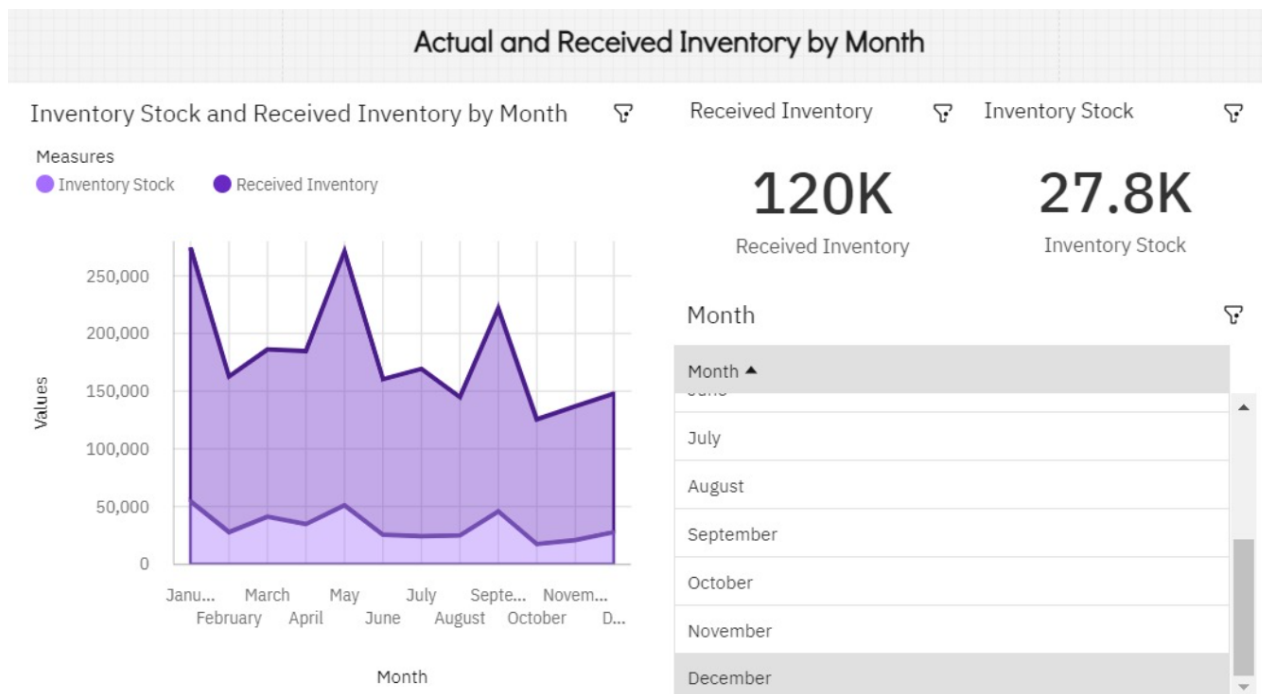 Actual and Received Inventory by Month
Inventory Stock and Received Inventory by Month
Measures
Inventory Stock
Received Inventory
250,000
200,000
150,000
100,000
50,000
0
Values
Janu...
February
March
April
May
June
July
August
Septe...
October
Novem...
D...
Month
Received Inventory
120K
Received Inventory
Inventory Stock
27.8K
Inventory Stock
Month
Month
June
July
August
September
October
November
December